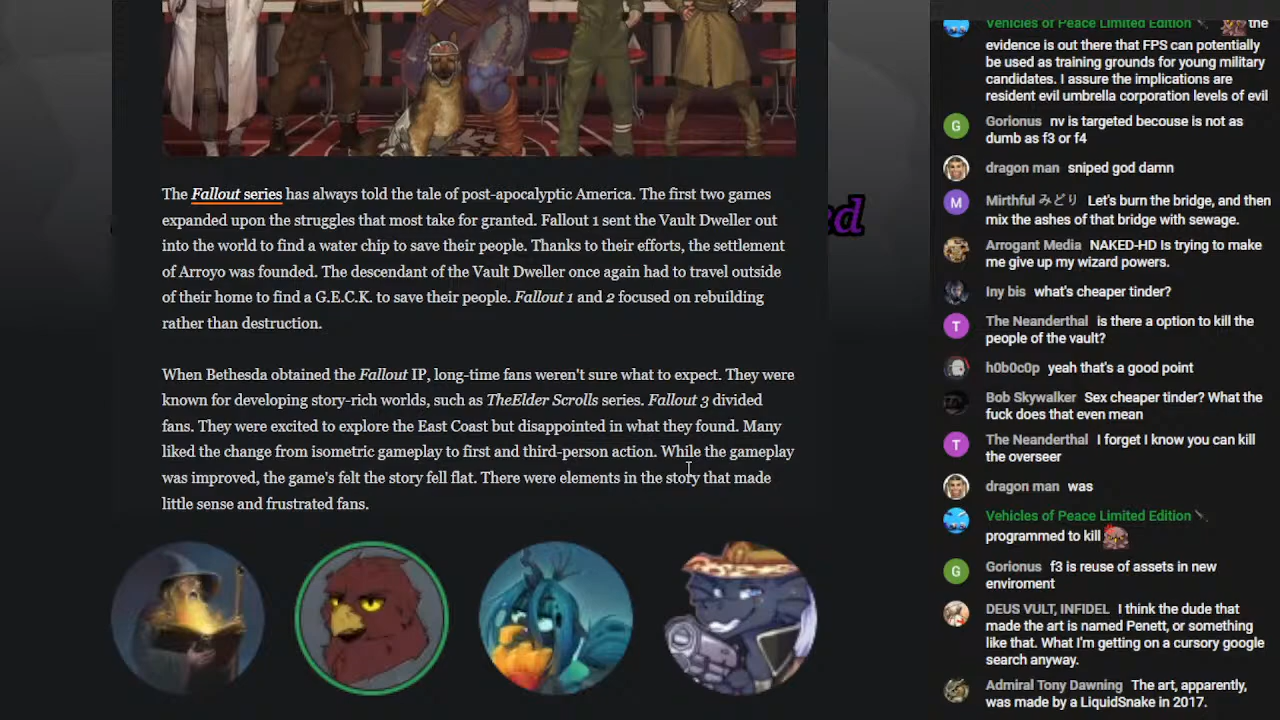 The Fallout series has always told the tale of post-apocalyptic America. The first two games
expanded upon the struggles that most take for granted. Fallout 1 sent the Vault Dweller out
into the world to find a water chip to save their people. Thanks to their efforts, the settlement
of Arroyo was founded. The descendant of the Vault Dweller once again had to travel outside
of their home to find a G.E.C.K. to save their people. Fallout 1 and 2 focused on rebuilding
rather than destruction.
When Bethesda obtained the Fallout IP, long-time fans weren't sure what to expect. They were
known for developing story-rich worlds, such as TheElder Scrolls series. Fallout 3 divided
fans. They were excited to explore the East Coast but disappointed in what they found. Many
liked the change from isometric gameplay to first and third-person action. While the gameplay
was improved, the game's felt the story fell flat. There were elements in the story that made
little sense and frustrated fans.
ed
Vehicles of Peace Limited Edition the
evidence is out there that FPS can potentially
be used as training grounds for young military
candidates. I assure the implications are
resident evil umbrella corporation levels of evil
G
Gorionus nv is targeted becouse is not as
dumb as f3 or f4
dragon man sniped god damn
M
Mirthful みどり Let's burn the bridge, and then
mix the ashes of that bridge with sewage.
Arrogant Media NAKED-HD Is trying to make
me give up my wizard powers.
Iny bis what's cheaper tinder?
T
The Neanderthal is there a option to kill the
people of the vault?
h0b0c0p yeah that's a good point
Bob Skywalker Sex cheaper tinder? What the
fuck does that even mean
T
The Neanderthal I forget I know you can kill
the overseer
dragon man was
Vehicles of Peace Limited Edition
programmed to kill
G
Gorionus f3 is reuse of assets in new
enviroment
DEUS VULT, INFIDEL I think the dude that
made the art is named Penett, or something
like that. What I'm getting on a cursory google
search anyway.
Admiral Tony Dawning The art, apparently,
was made by a LiquidSnake in 2017.